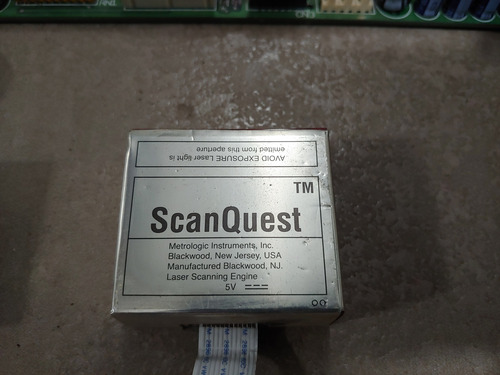 AVOID EXPOSURE Laser light is
emitted from this aperture
TM
ScanQuest
Metrologic Instruments, Inc.
Blackwood, New Jersey, USA
Manufactured Blackwood, NJ.
Laser Scanning Engine
5V